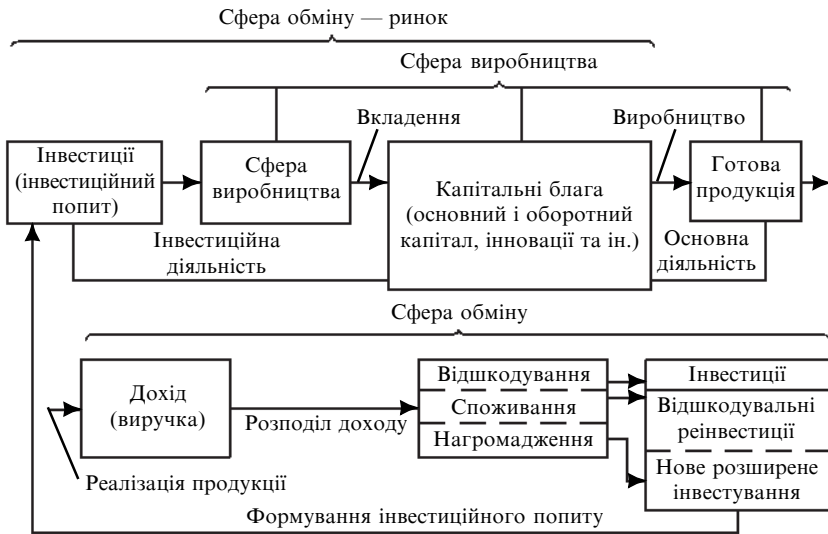 Сфера обміну — ринок
Сфера виробництва
Вкладення
Виробництво
Інвестиції
(інвестиційний
попит)
Сфера
виробництва
Капітальні блага
(основний і оборотний
капітал, інновації та ін.)
Готова
продукція
Інвестиційна
діяльність
Основна
діяльність
Сфера обміну
Дохід
(виручка)
Розподіл доходу
Відшкодування
Споживання
Нагромадження
Інвестиції
Відшкодувальні
реінвестиції
Нове розширене
інвестування
Реалізація продукції
Формування інвестиційного попиту